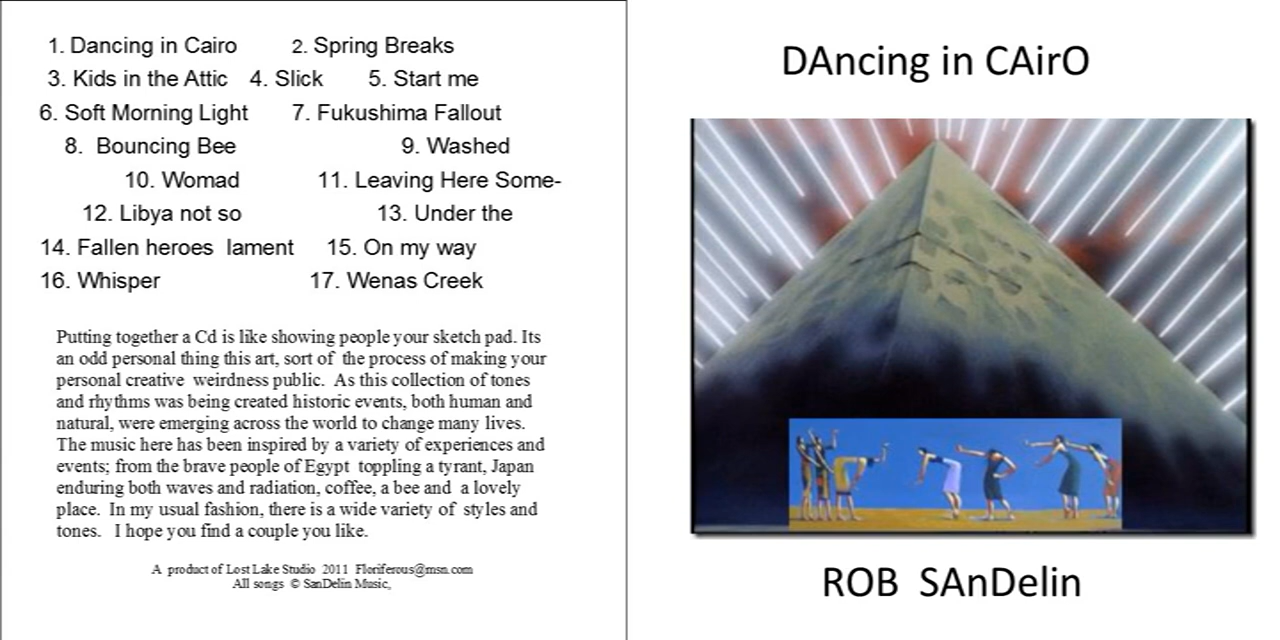 1. Dancing in Cairo 2. Spring Breaks
3. Kids in the Attic 4. Slick 5. Start me
6. Soft Morning Light 7. Fukushima Fallout
8. Bouncing Bee 9. Washed
10. Womad 11. Leaving Here Some-
12. Libya not so 13. Under the
14. Fallen heroes lament 15. On my way
16. Whisper 17. Wenas Creek
Putting together a Cd is like showing people your sketch pad. Its
an odd personal thing this art, sort of the process of making your
personal creative weirdness public. As this collection of tones
and rhythms was being created historic events, both human and
natural, were emerging across the world to change many lives.
The music here has been inspired by a variety of experiences and
events; from the brave people of Egypt toppling a tyrant, Japan
enduring both waves and radiation, coffee, a bee and a lovely
place. In my usual fashion, there is a wide variety of styles and
tones. I hope you find a couple you like.
A product of Lost Lake Studio 2011 Floriferous@msn.com
All songs © SanDelin Music,
DAncing in CAirO
ROB SAnDelin